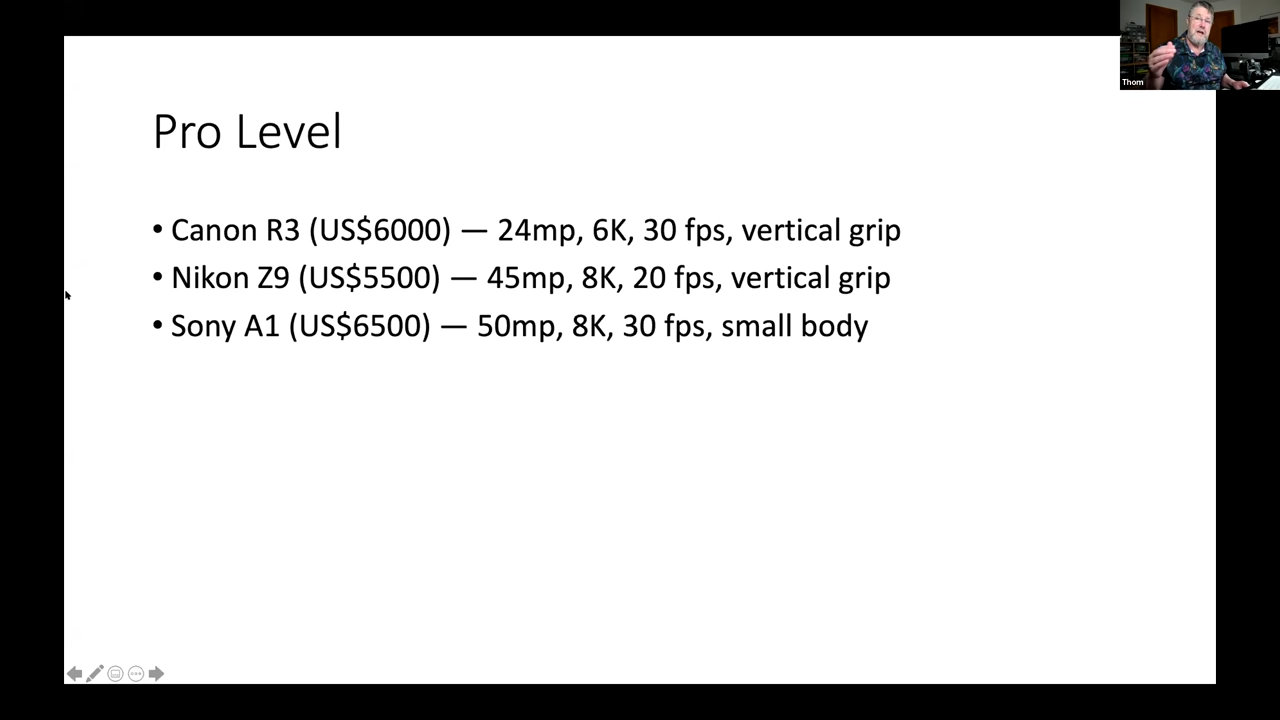 Thom
Pro Level
• Canon R3 (US$6000) — 24mp, 6K, 30 fps, vertical grip
• Nikon Z9 (US$5500) — 45mp, 8K, 20 fps, vertical grip
• Sony A1 (US$6500) — 50mp, 8K, 30 fps, small body